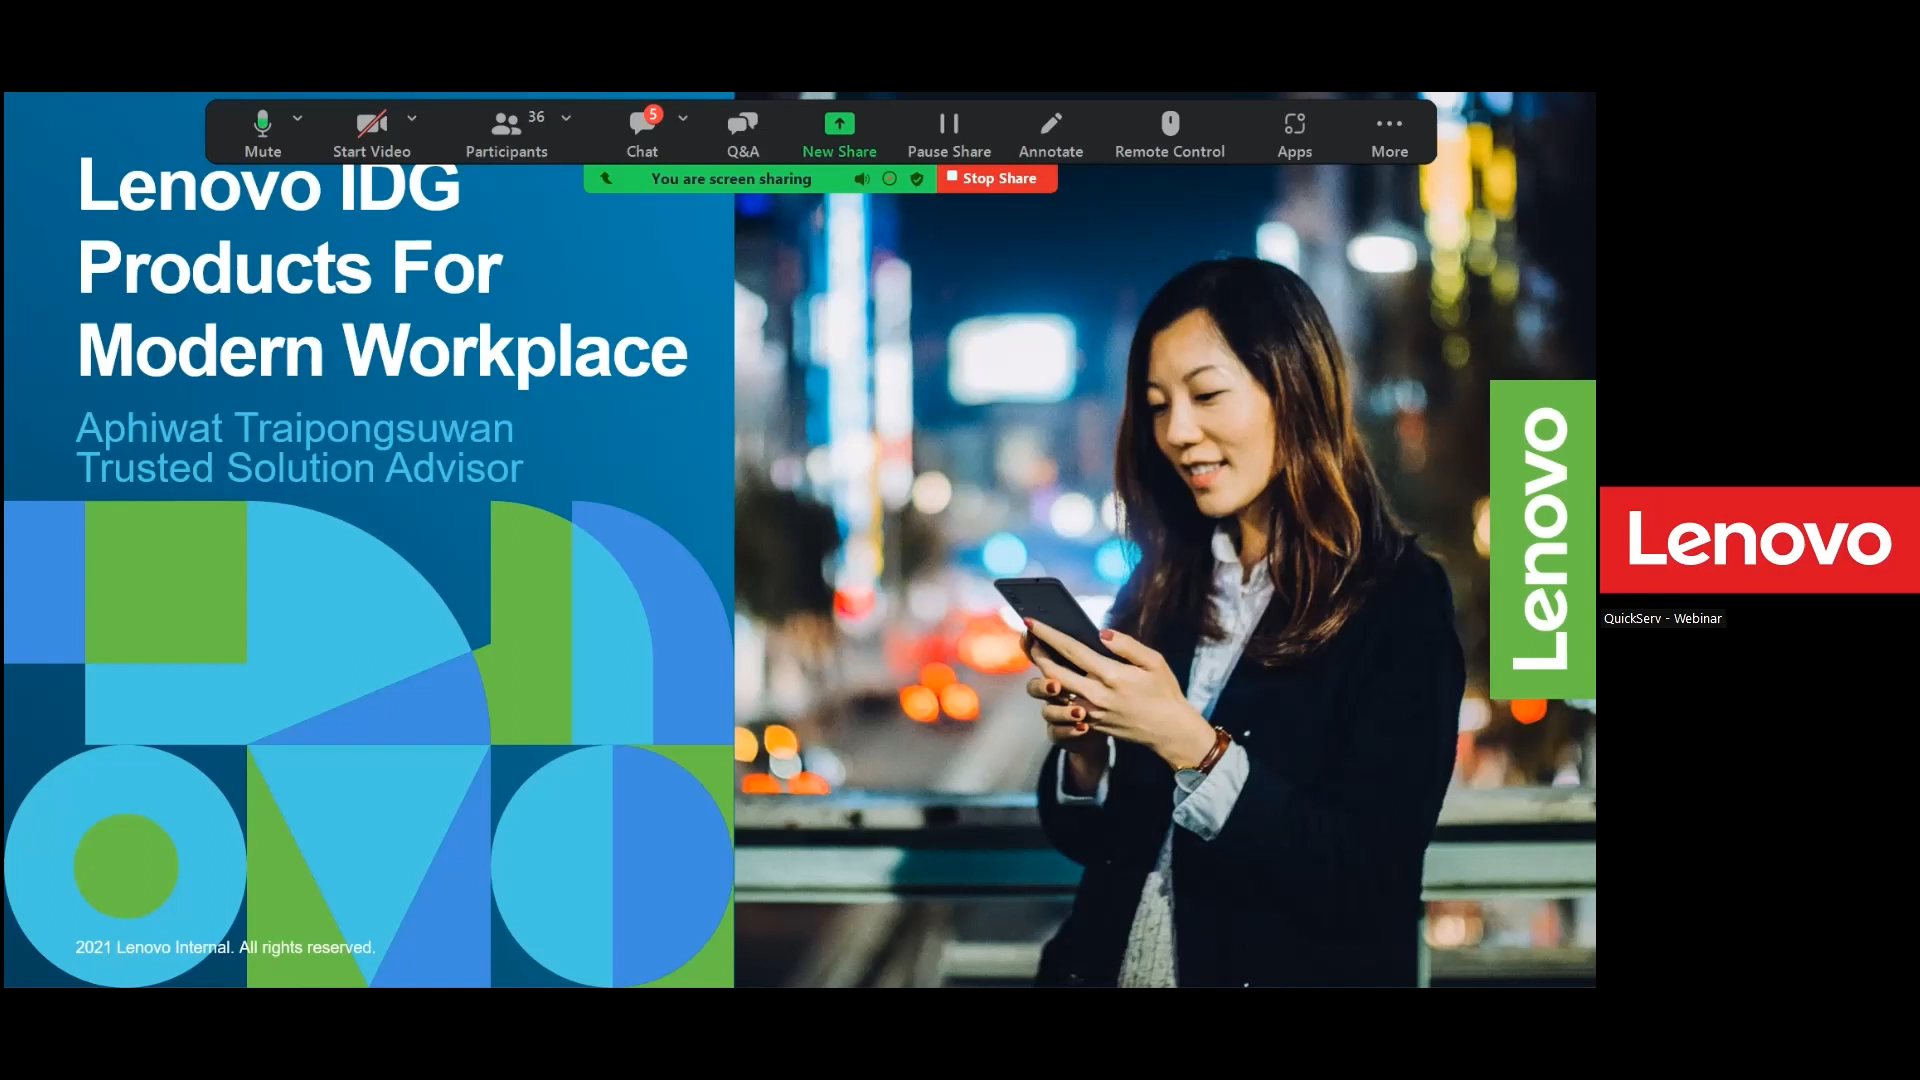 Mute
Start Video
Participants
36
Chat
5
Q&A
New Share
Pause Share
Annotate
Remote Control
Apps
More
You are screen sharing
Stop Share
Lenovo IDG
Products For
Modern Workplace
Aphiwat Traipongsuwan
Trusted Solution Advisor
2021 Lenovo Internal. All rights reserved.
Lenovo
Lenovo
QuickServ - Webinar